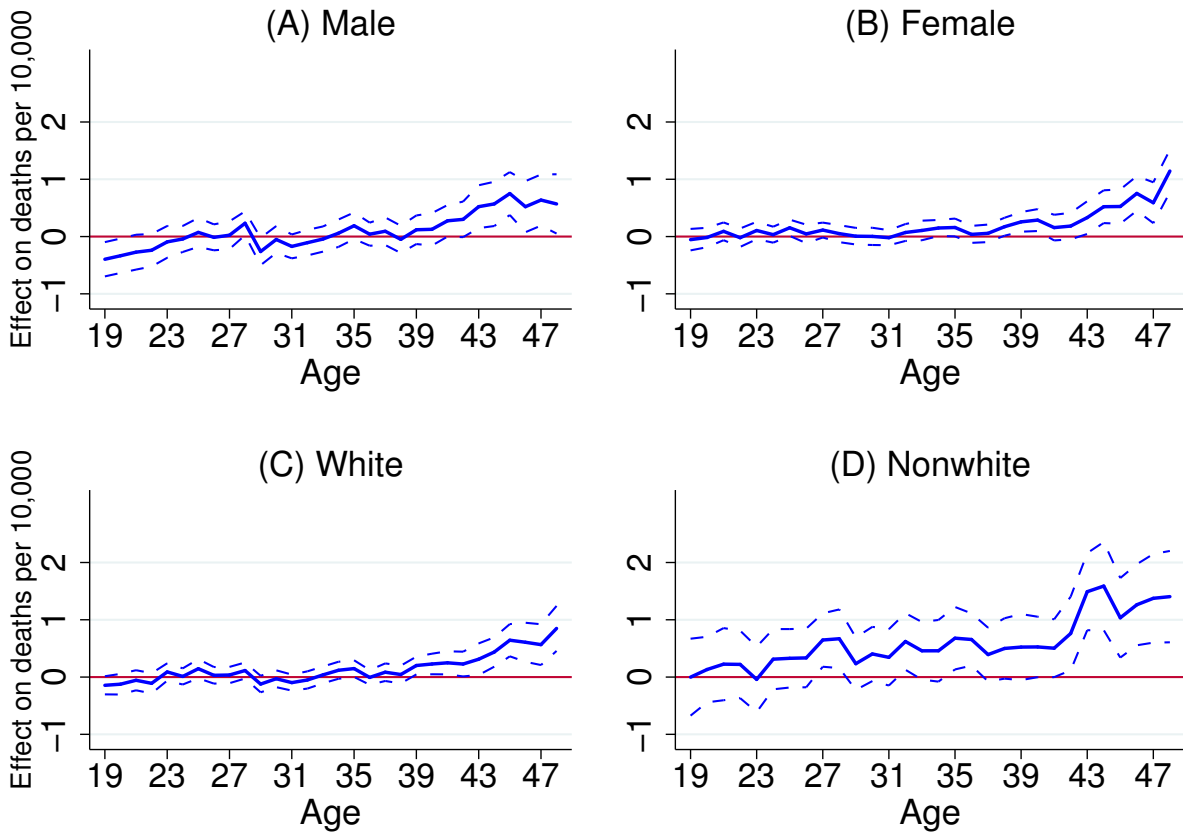 (A) Male
Effect on deaths per 10,000
2
1
0
−1
19 23 27 31 35 39 43 47
Age
(B) Female
2
1
0
−1
19 23 27 31 35 39 43 47
Age
(C) White
Effect on deaths per 10,000
2
1
0
−1
19 23 27 31 35 39 43 47
Age
(D) Nonwhite
2
1
0
−1
19 23 27 31 35 39 43 47
Age